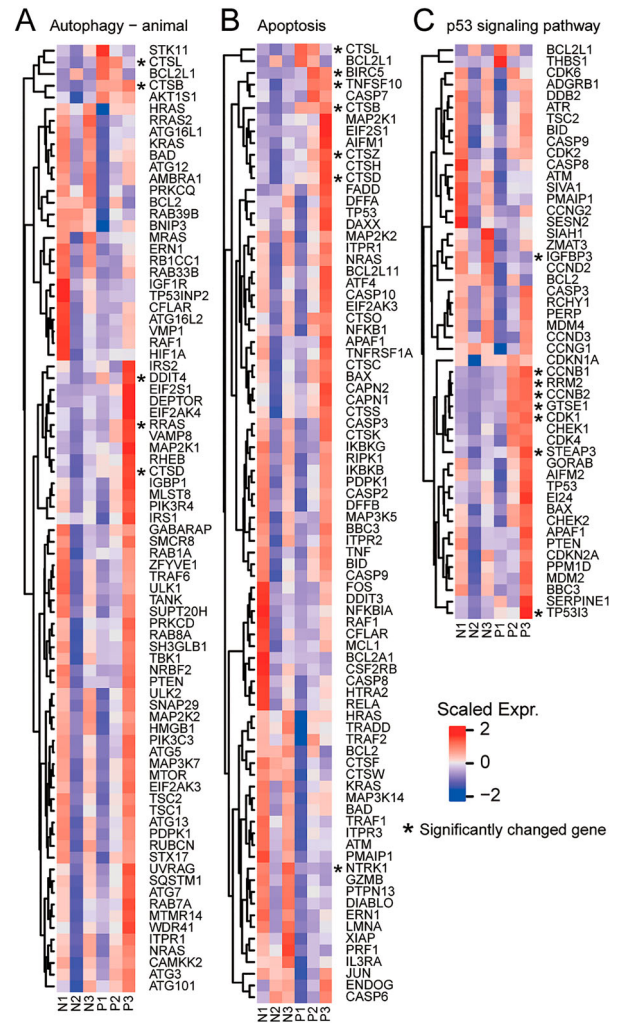 A Autophagy – animal
STK11
* CTSL
BCL2L1
* CTSB
AKT1S1
HRAS
RRAS2
ATG16L1
KRAS
BAD
ATG12
AMBRA1
PRKCQ
BCL2
RAB39B
BNIP3
MRAS
ERN1
RB1CC1
RAB33B
IGF1R
TP53INP2
CFLAR
ATG16L2
VMP1
RAF1
HIF1A
IRS2
* DDIT4
EIF2S1
DEPTOR
EIF2AK4
* RRAS
VAMP8
MAP2K1
RHEB
* CTSD
IGBP1
MLST8
PIK3R4
IRS1
GABARAP
SMCR8
RAB1A
ZFYVE1
TRAF6
ULK1
TANK
SUPT20H
PRKCD
RAB8A
SH3GLB1
TBK1
NRBF2
PTEN
ULK2
SNAP29
MAP2K2
HMGB1
PIK3C3
ATG5
MAP3K7
MTOR
EIF2AK3
TSC2
TSC1
ATG13
PDPK1
RUBCN
STX17
UVRAG
SQSTM1
ATG7
RAB7A
MTMR14
WDR41
ITPR1
NRAS
CAMKK2
ATG3
ATG101
N1 N2 N3 P1 P2 P3
B Apoptosis
* CTSL
BCL2L1
* BIRC5
* TNFSF10
CASP7
* CTSB
MAP2K1
EIF2S1
AIFM1
* CTSZ
CTSH
* CTSD
FADD
DFFA
TP53
DAXX
MAP2K2
ITPR1
NRAS
BCL2L11
ATF4
CASP10
EIF2AK3
CTSO
NFKB1
APAF1
TNFRSF1A
CTSC
BAX
CAPN2
CAPN1
CTSS
CASP3
CTSK
IKBKG
RIPK1
IKBKB
PDPK1
CASP2
DFFB
MAP3K5
BBC3
ITPR2
TNF
BID
CASP9
FOS
DDIT3
NFKBIA
RAF1
CFLAR
MCL1
BCL2A1
CSF2RB
CASP8
HTRA2
RELA
HRAS
TRADD
TRAF2
BCL2
CTSF
CTSW
KRAS
MAP3K14
BAD
TRAF1
ITPR3
ATM
PMAIP1
* NTRK1
GZMB
PTPN13
DIABLO
ERN1
LMNA
XIAP
PRF1
IL3RA
JUN
ENDOG
CASP6
N1 N2 N3 P1 P2 P3
C p53 signaling pathway
BCL2L1
THBS1
CDK6
ADGRB1
DDB2
ATR
TSC2
BID
CASP9
CDK2
CASP8
ATM
SIVA1
PMAIP1
CCNG2
SESN2
SIAH1
ZMAT3
* IGFBP3
CCND2
BCL2
CASP3
RCHY1
PERP
MDM4
CCND3
CCNG1
CDKN1A
* CCNB1
* RRM2
* CCNB2
* GTSE1
* CDK1
CHEK1
CDK4
* STEAP3
GORAB
AIFM2
TP53
EI24
BAX
CHEK2
APAF1
PTEN
CDKN2A
PPM1D
MDM2
BBC3
SERPINE1
* TP53I3
N1 N2 N3 P1 P2 P3
Scaled Expr.
2
0
−2
* Significantly changed gene